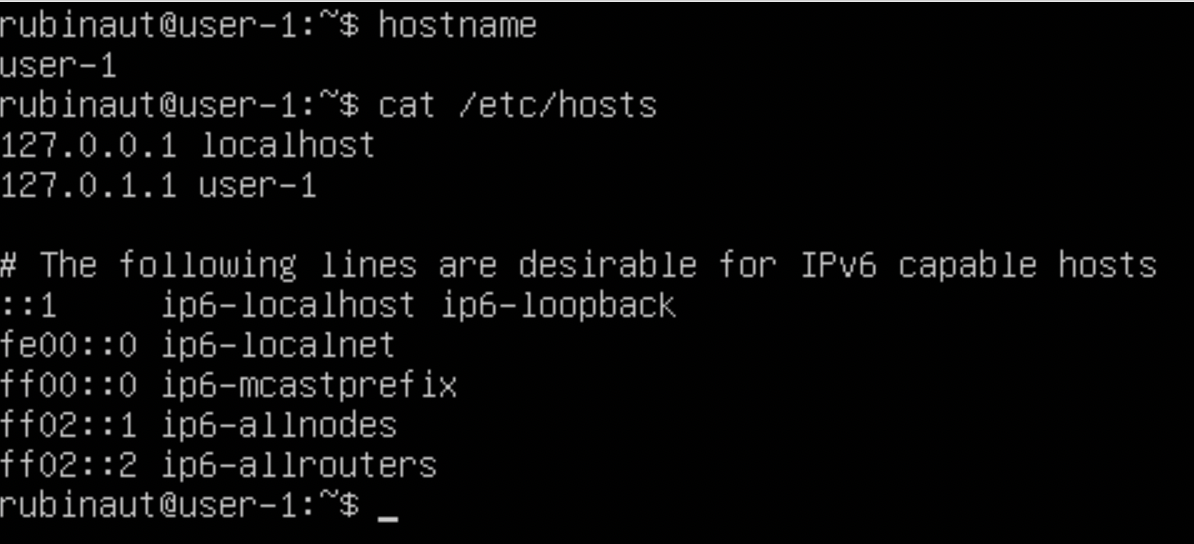 rubinaut@user-1:~$ hostname
user-1
rubinaut@user-1:~$ cat /etc/hosts
127.0.0.1 localhost
127.0.1.1 user-1
# The following lines are desirable for IPv6 capable hosts
::1     ip6-localhost ip6-loopback
fe00::0 ip6-localnet
ff00::0 ip6-mcastprefix
ff02::1 ip6-allnodes
ff02::2 ip6-allrouters
rubinaut@user-1:~$ _